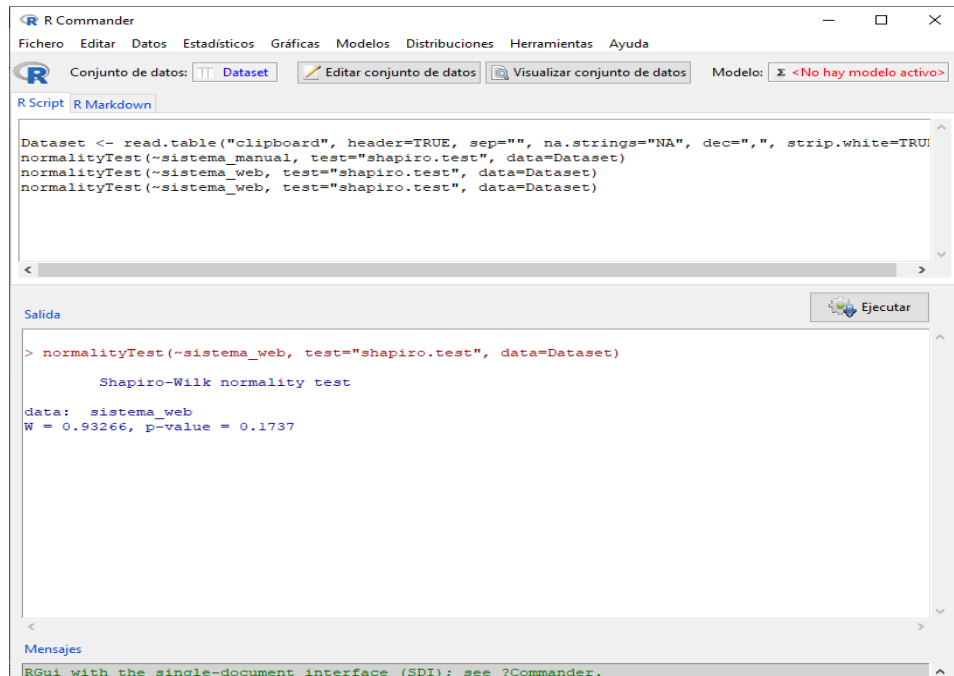 R Commander
Fichero Editar Datos Estadísticos Gráficas Modelos Distribuciones Herramientas Ayuda
R Conjunto de datos: Dataset Editar conjunto de datos Visualizar conjunto de datos Modelo: Σ <No hay modelo activo>
R Script R Markdown
Dataset <- read.table("clipboard", header=TRUE, sep="", na.strings="NA", dec=",", strip.white=TRU
normalityTest(~sistema_manual, test="shapiro.test", data=Dataset)
normalityTest(~sistema_web, test="shapiro.test", data=Dataset)
normalityTest(~sistema_web, test="shapiro.test", data=Dataset)
Ejecutar
Salida
> normalityTest(~sistema_web, test="shapiro.test", data=Dataset)
Shapiro-Wilk normality test
data: sistema_web
W = 0.93266, p-value = 0.1737
Mensajes
RGui with the single-document interface (SDI); see ?Commander.